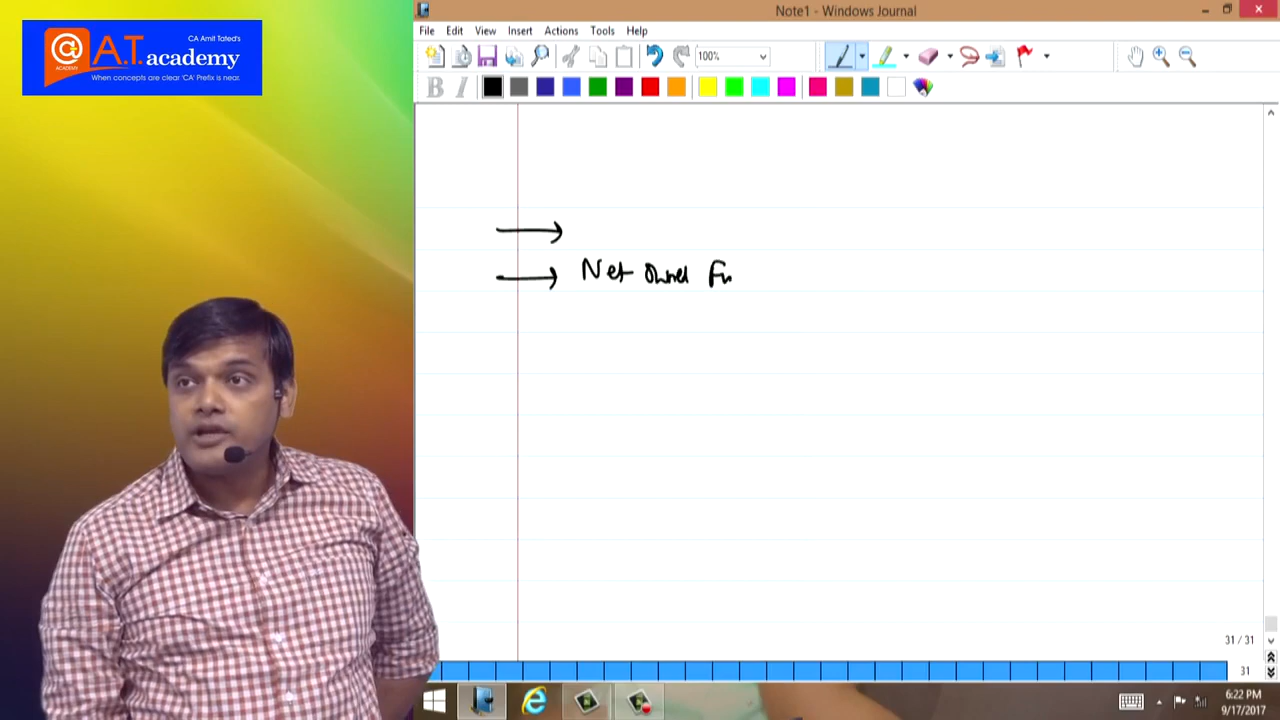 Note1 - Windows Journal
CA Amit Tated's
@ A.T. academy
ACADEMY
When concepts are clear 'CA' Prefix is near.
File Edit View Insert Actions Tools Help
100%
B I
Net owned Fu
31 / 31
31
6:22 PM
9/17/2017